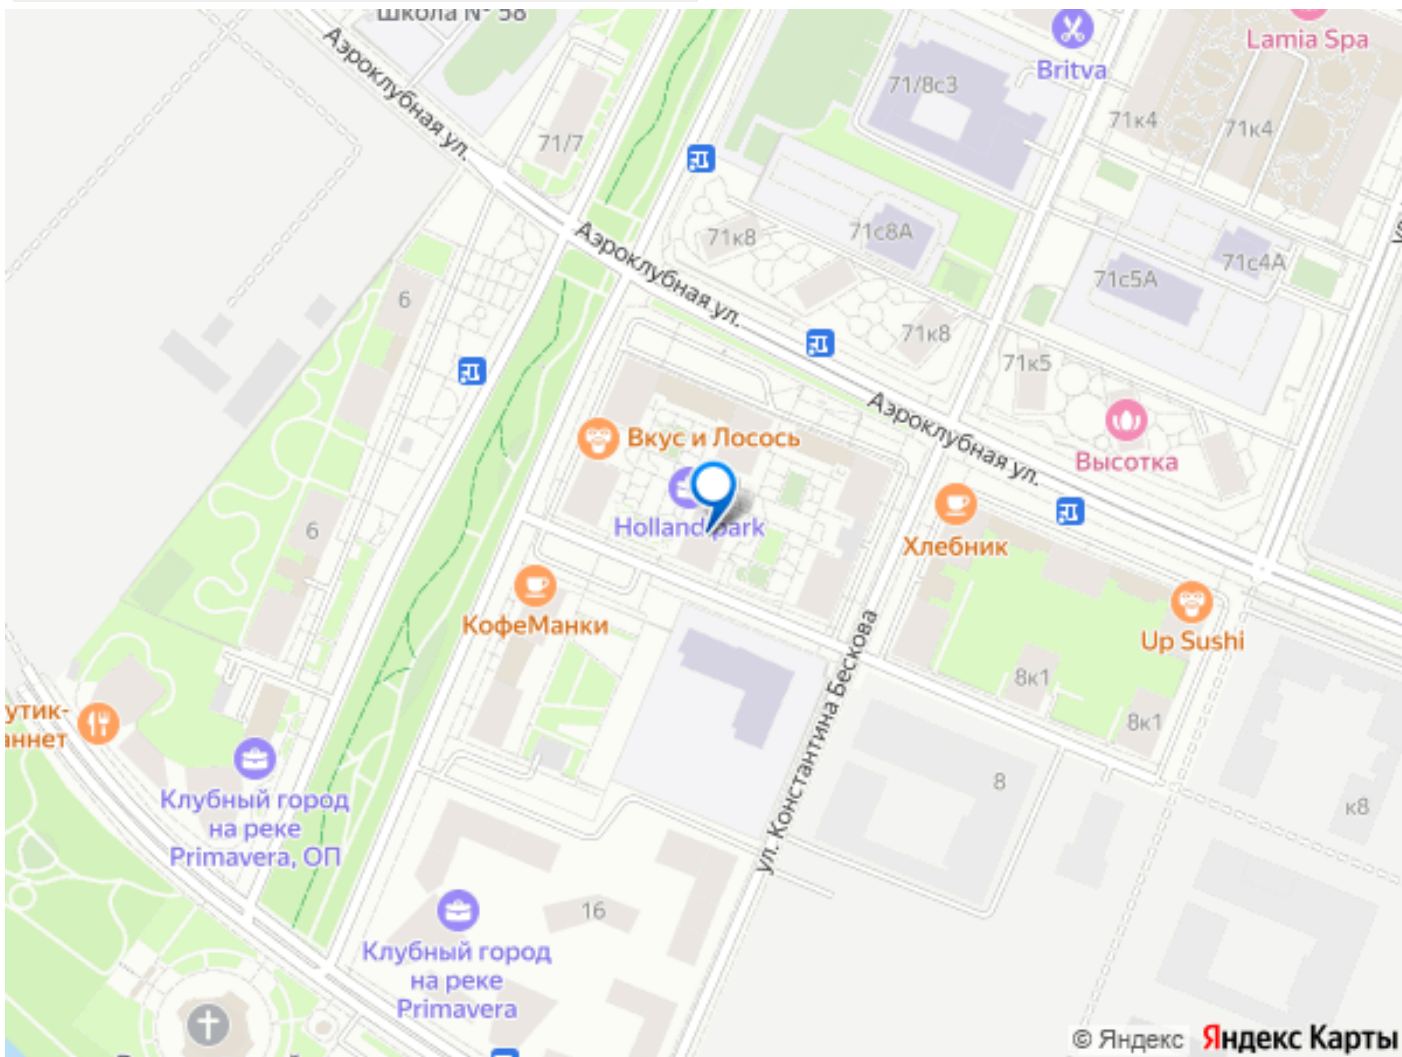 Школа № 58
Аэроклубная ул.
Lamia Spa
Britva
71/8с3
71к4
71к4
71/7
Аэроклубная ул.
71к8
71с8А
71с4А
71с5А
6
71к8
71к5
Аэроклубная ул.
Вкус и Лосось
Высотка
Holland park
6
Хлебник
КофеМанки
Up Sushi
ул. Константина Бескова
8к1
8к1
утик-
аннет
8
к8
Клубный город
на реке
Primavera, ОП
16
Клубный город
на реке
Primavera
© Яндекс Яндекс Карты